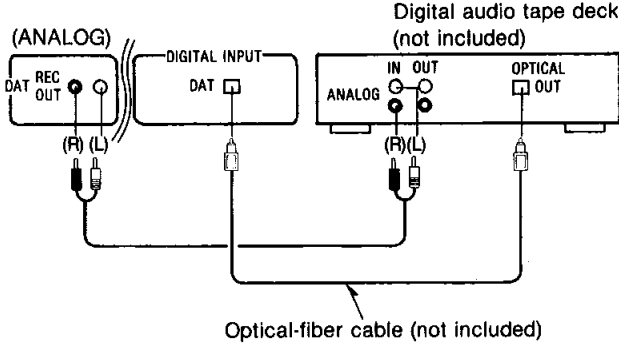 Digital audio tape deck
(not included)
(ANALOG)
DAT REC OUT
(R) (L)
DIGITAL INPUT
DAT
ANALOG
IN OUT
OPTICAL
OUT
(R)(L)
Optical-fiber cable (not included)